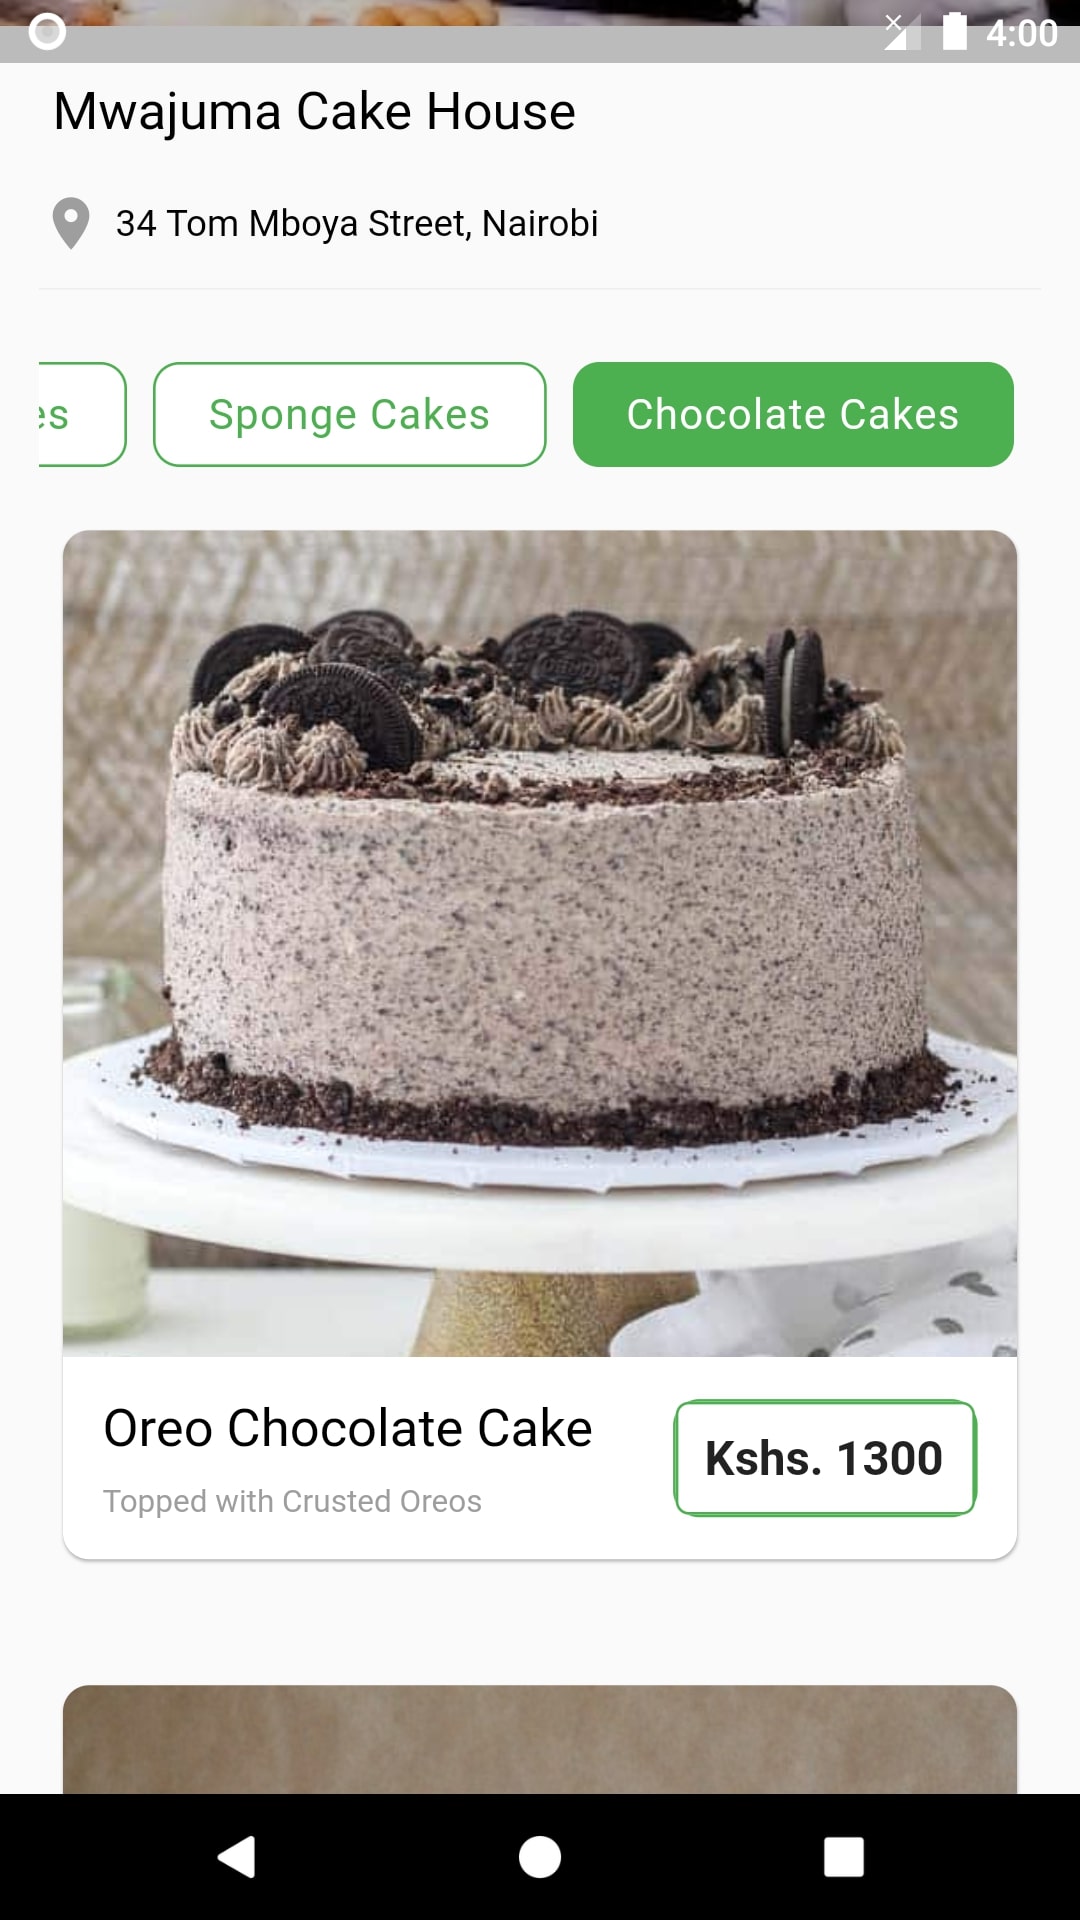 4:00
Mwajuma Cake House
34 Tom Mboya Street, Nairobi
es
Sponge Cakes
Chocolate Cakes
Oreo Chocolate Cake
Kshs. 1300
Topped with Crusted Oreos